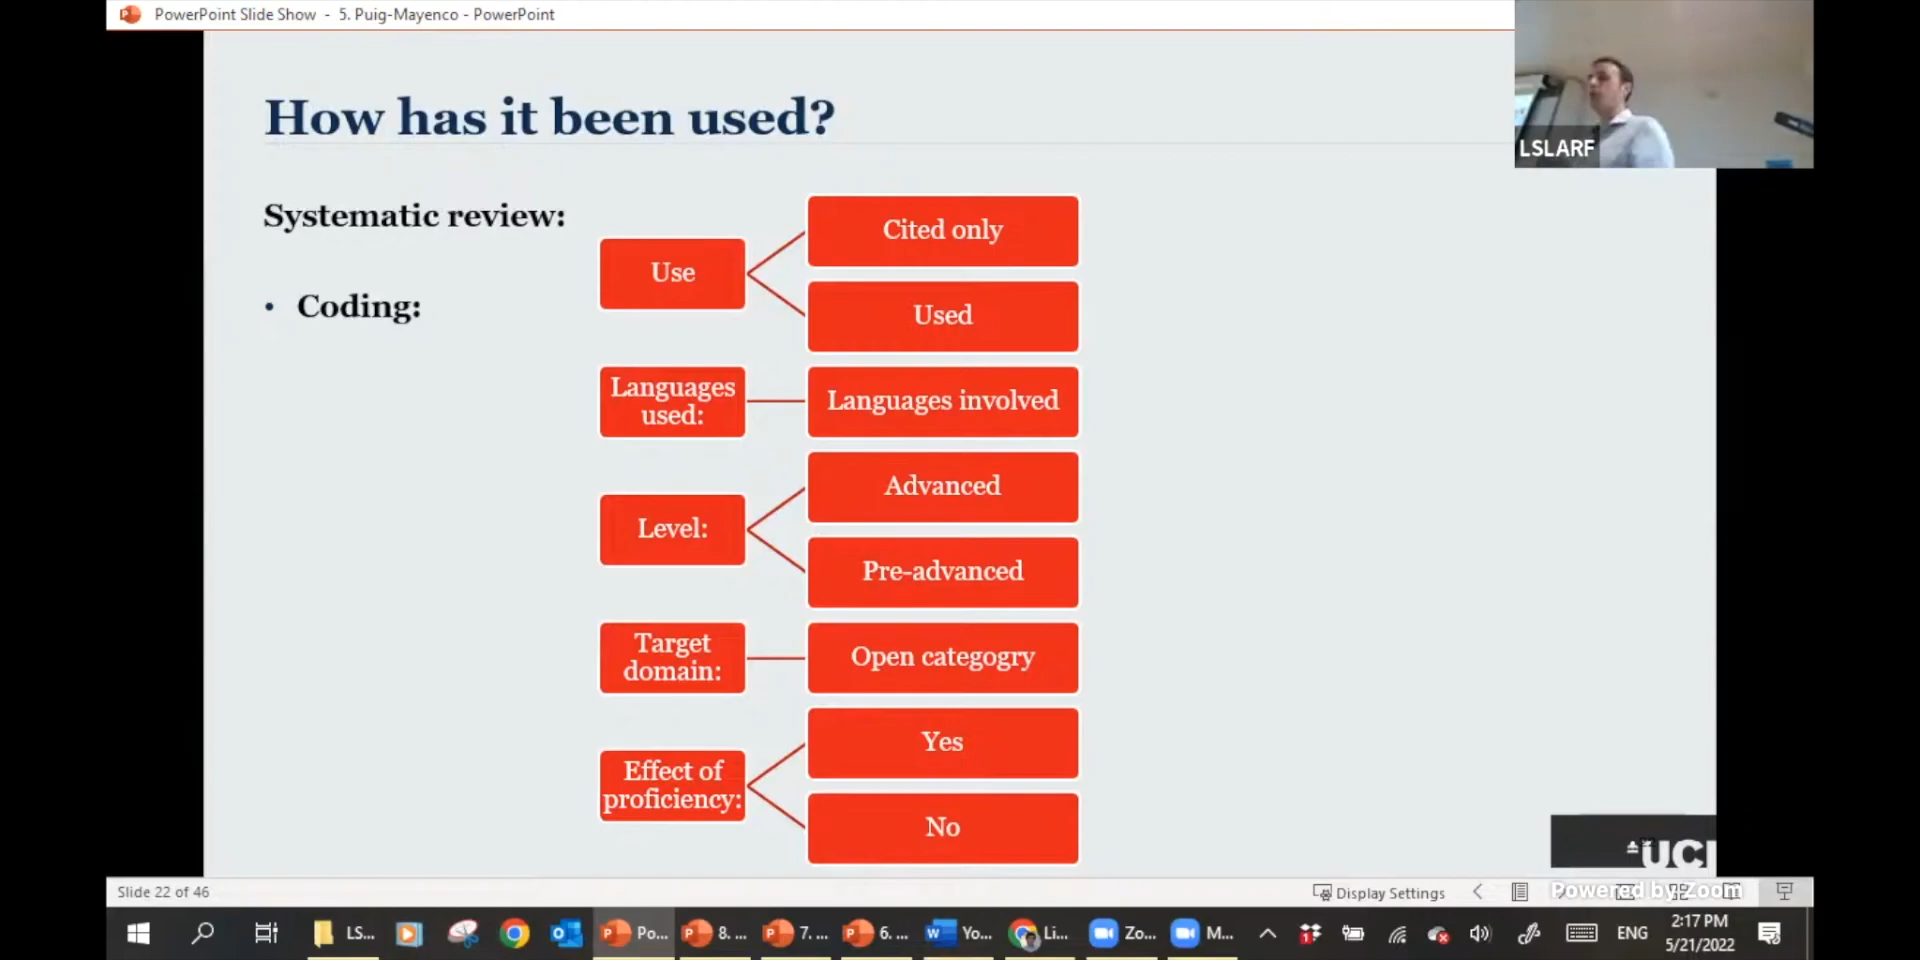 PowerPoint Slide Show - 5. Puig-Mayenco - PowerPoint
LSLARF
How has it been used?
Systematic review:
• Coding:
Use
Cited only
Used
Languages
used:
Languages involved
Level:
Advanced
Pre-advanced
Target
domain:
Open categogry
Effect of
proficiency:
Yes
No
UCL
Slide 22 of 46
Display Settings
Powered by Zoom
LS...
Po...
8. ...
7. ...
6. ...
Yo...
Li...
Zo...
M...
ENG
2:17 PM
5/21/2022